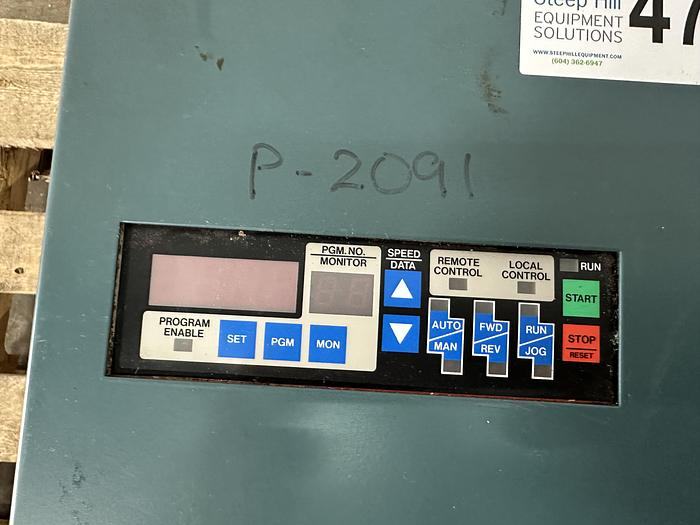 Steep Hill
EQUIPMENT
SOLUTIONS
WWW.STEEPHILLEQUIPMENT.COM
(604) 362-6947
47
P-2091
PGM. NO.
MONITOR
SPEED
DATA
REMOTE
CONTROL
LOCAL
CONTROL
RUN
START
PROGRAM
ENABLE
SET
PGM
MON
AUTO
MAN
FWD
REV
RUN
JOG
STOP
RESET